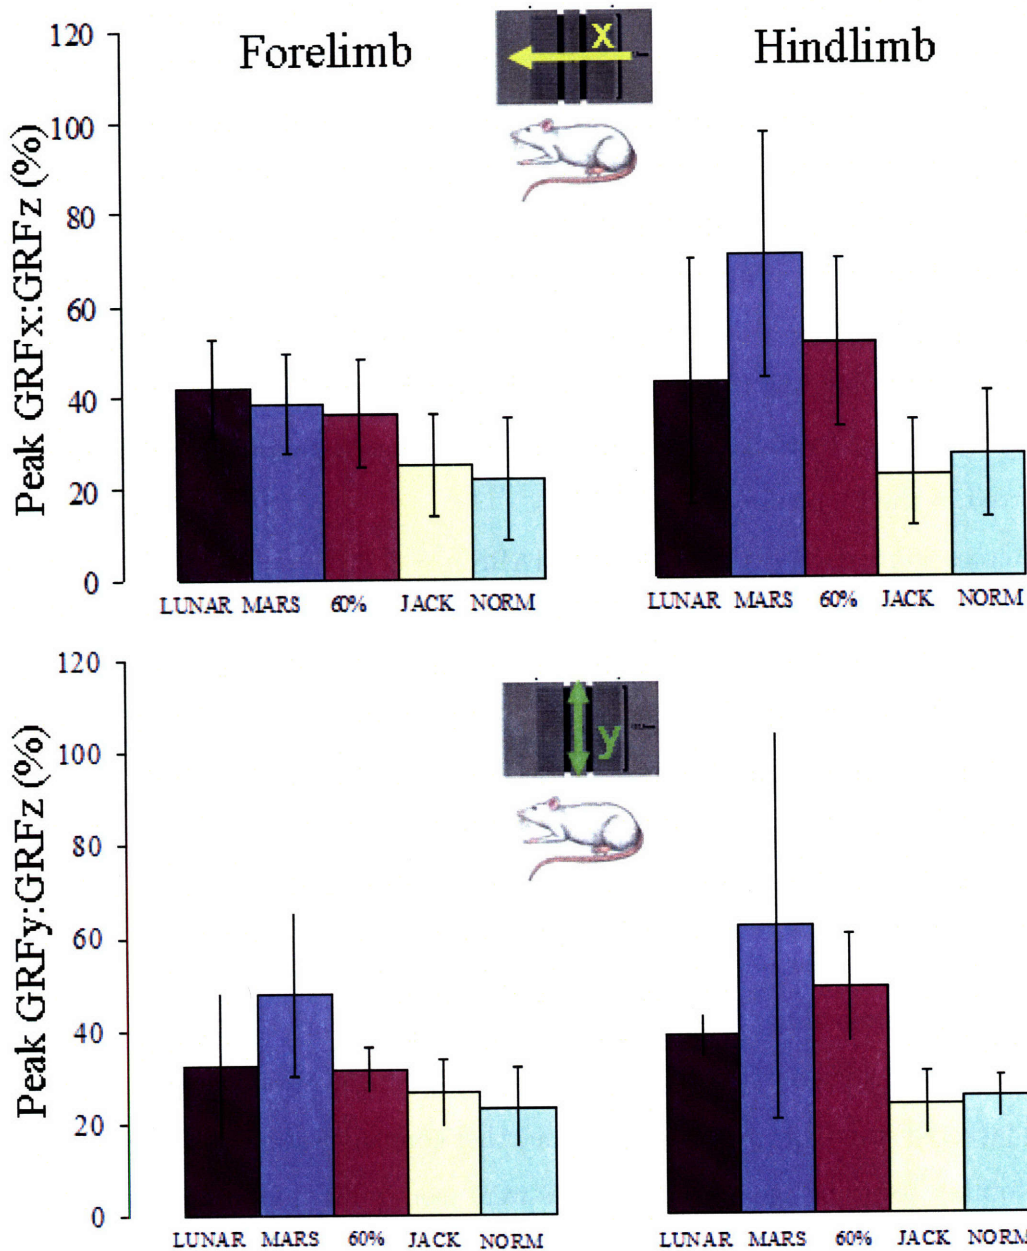 Forelimb
Hindlimb
x
Peak GRFx:GRFz (%)
120
100
80
60
40
20
0
LUNAR MARS 60% JACK NORM
LUNAR MARS 60% JACK NORM
y
Peak GRFy:GRFz (%)
120
100
80
60
40
20
0
LUNAR MARS 60% JACK NORM
LUNAR MARS 60% JACK NORM